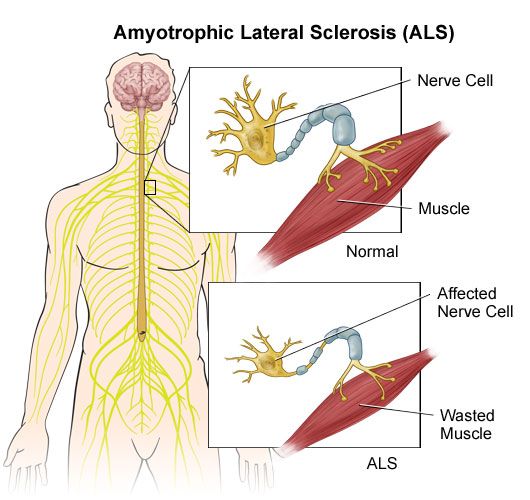 Amyotrophic Lateral Sclerosis (ALS)
Nerve Cell
Muscle
Normal
Affected
Nerve Cell
Wasted
Muscle
ALS